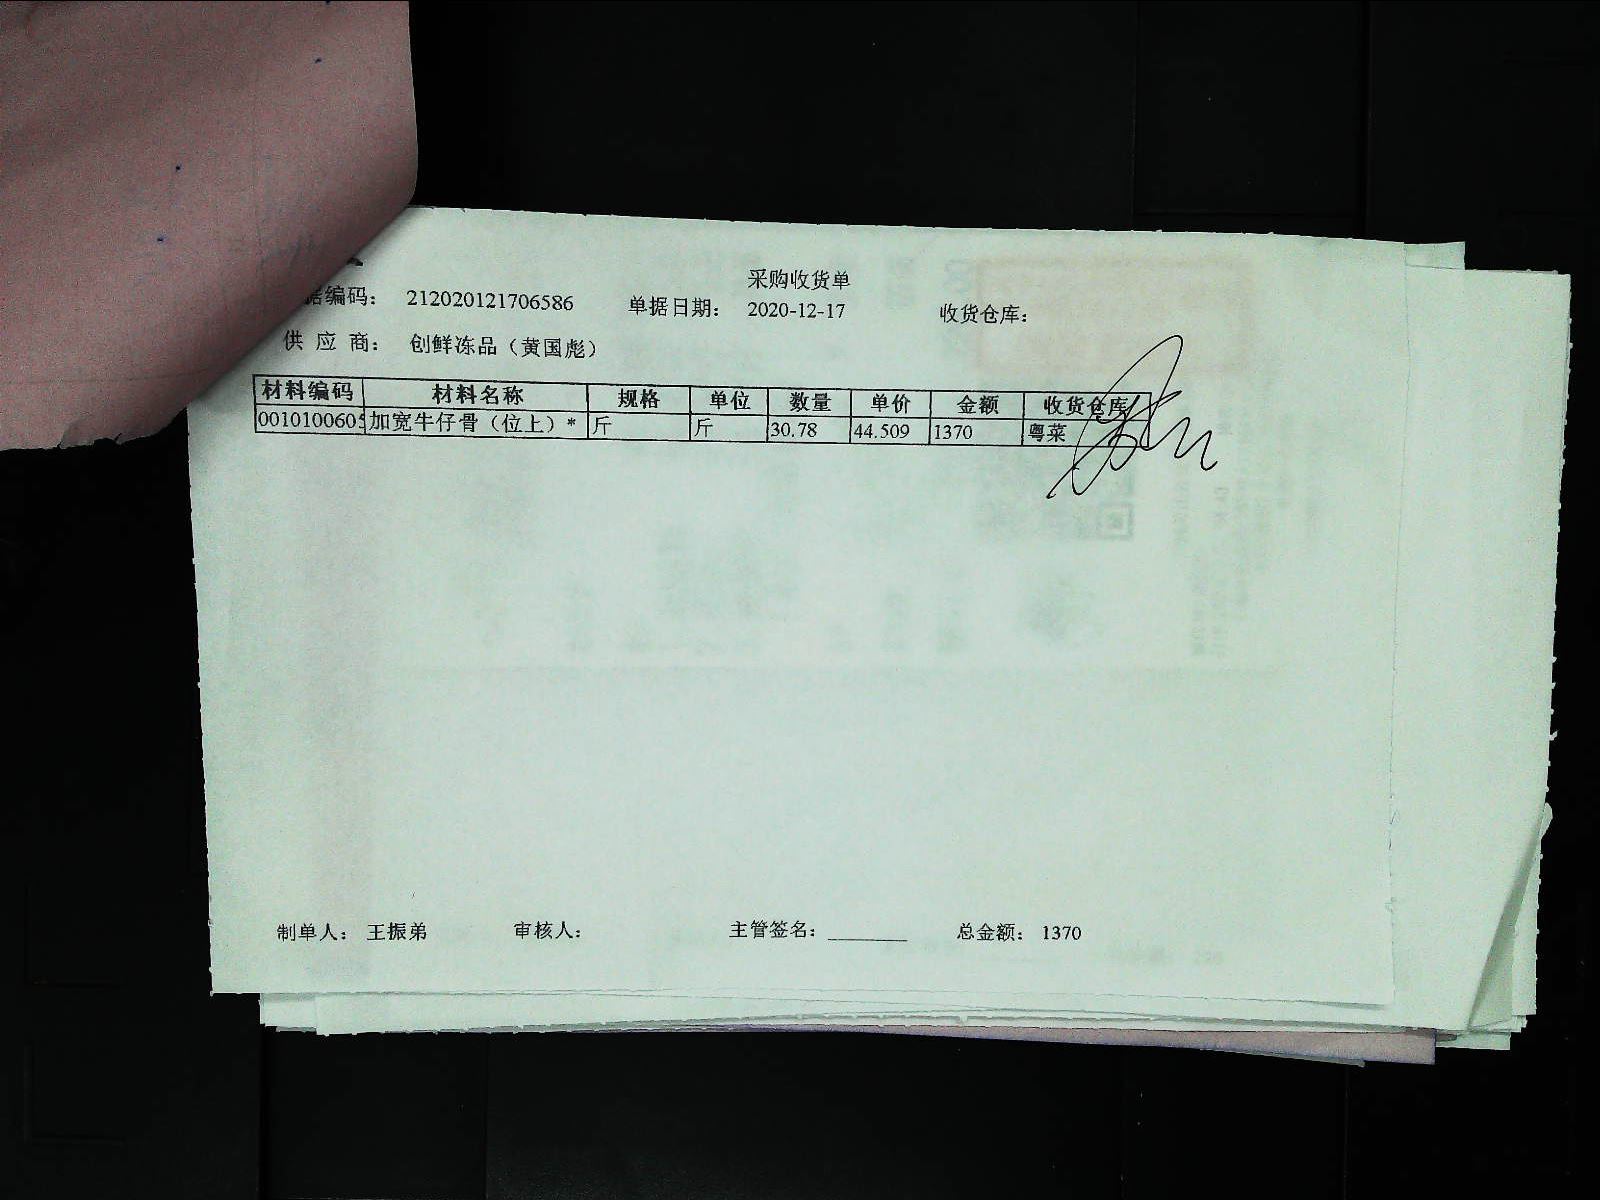 采购收货单
据编码： 212020121706586 单据日期： 2020-12-17 收货仓库：
供 应 商： 创鲜冻品（黄国彪）
材料编码 材料名称 规格 单位 数量 单价 金额 收货仓库
0010100605 加宽牛仔骨（位上）* 斤 斤 30.78 44.509 1370 粤菜
制单人： 王振弟 审核人： 主管签名： 总金额： 1370